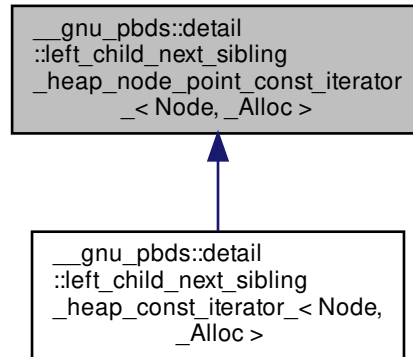 __gnu_pbds::detail
::left_child_next_sibling
_heap_node_point_const_iterator
_< Node, _Alloc >
__gnu_pbds::detail
::left_child_next_sibling
_heap_const_iterator_< Node,
_Alloc >